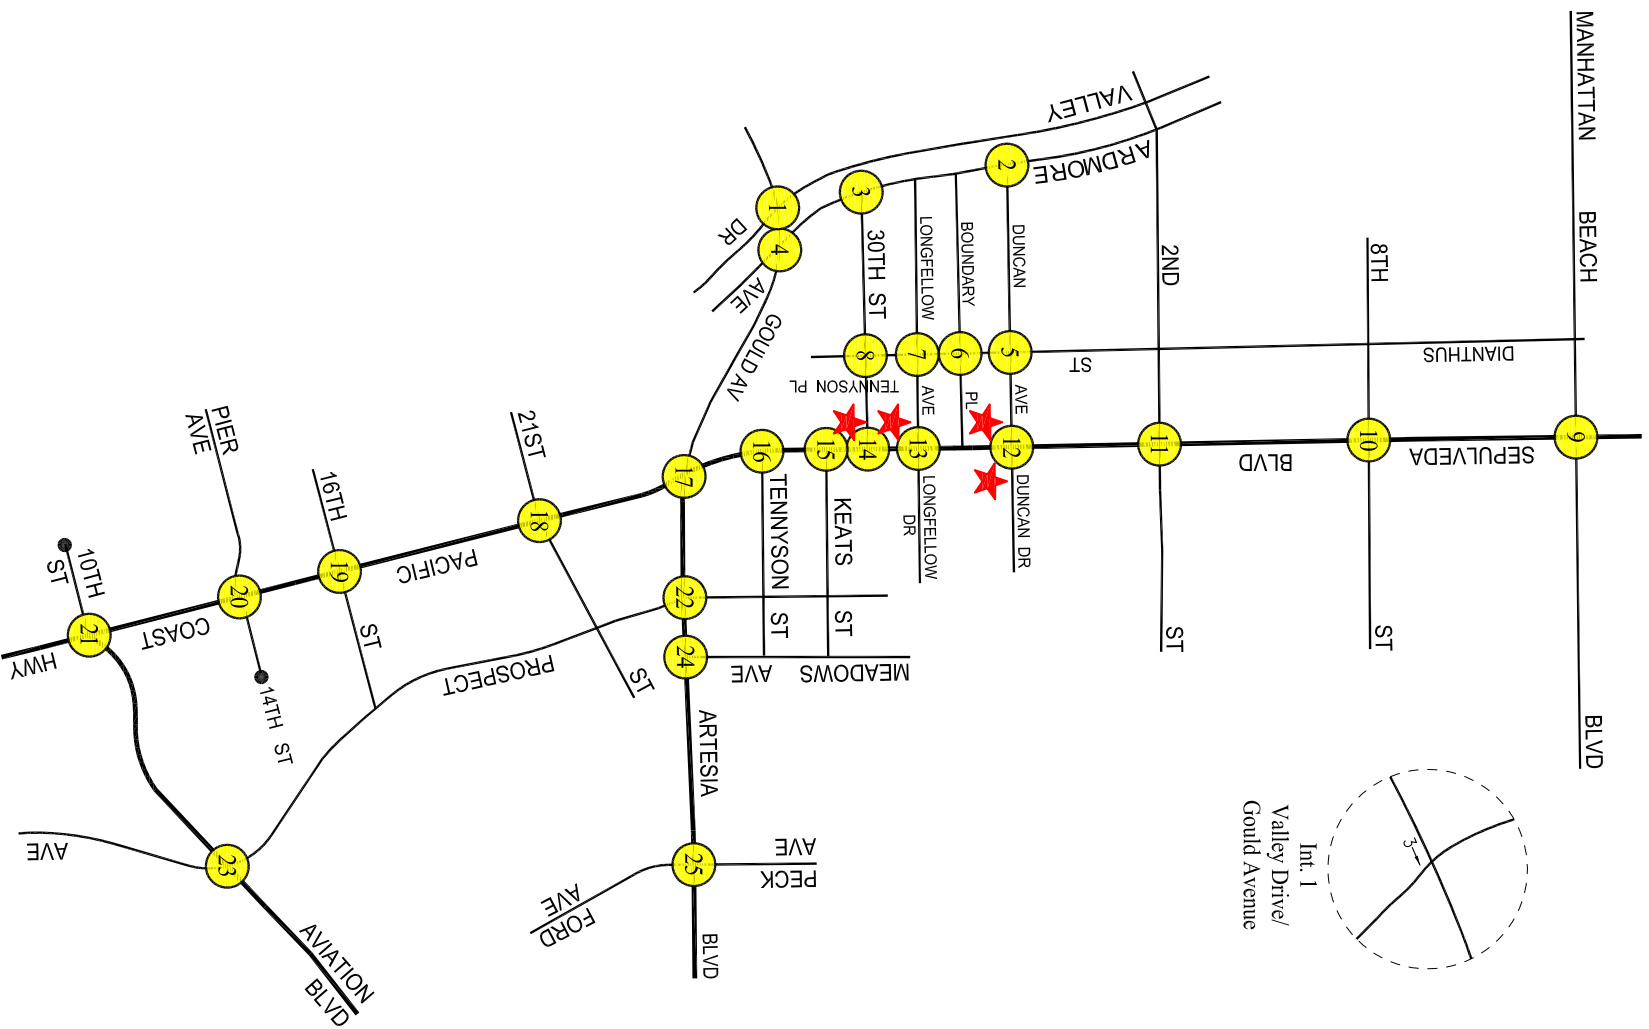 MANHATTAN
BEACH
BLVD
VALLEY
DR
ARDMORE
AVE
1
2
3
4
30TH ST
LONGFELLOW
AVE
BOUNDARY
PL
DUNCAN
AVE
2ND
ST
8TH
ST
DIANTHUS
ST
TENNYSON PL
GOULD AV
5
6
7
8
9
10
11
12
13
14
15
16
17
SEPULVEDA
BLVD
DUNCAN DR
LONGFELLOW
DR
KEATS
ST
TENNYSON
ST
MEADOWS
AVE
PIER
AVE
21ST
ST
16TH
ST
10TH
ST
14TH ST
PACIFIC
COAST
HWY
18
19
20
21
22
24
23
25
PROSPECT
AVE
ARTESIA
BLVD
AVE
PECK
FORD
AVE
AVIATION
BLVD
3
Int. 1
Valley Drive/
Gould Avenue